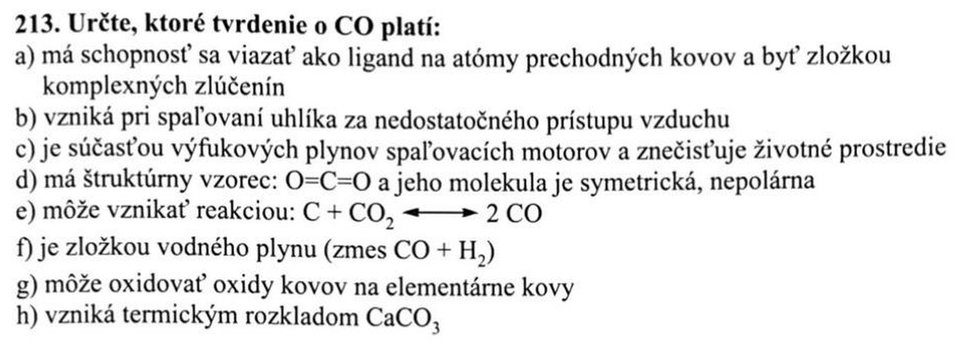 213. Určte, ktoré tvrdenie o CO platí:
a) má schopnosť sa viazať ako ligand na atómy prechodných kovov a byť zložkou
komplexných zlúčenín
b) vzniká pri spaľovaní uhlíka za nedostatočného prístupu vzduchu
c) je súčasťou výfukových plynov spaľovacích motorov a znečisťuje životné prostredie
d) má štruktúrny vzorec: O=C=O a jeho molekula je symetrická, nepolárna
e) môže vznikať reakciou: C + CO₂ ⟷ 2 CO
f) je zložkou vodného plynu (zmes CO + H₂)
g) môže oxidovať oxidy kovov na elementárne kovy
h) vzniká termickým rozkladom CaCO₃